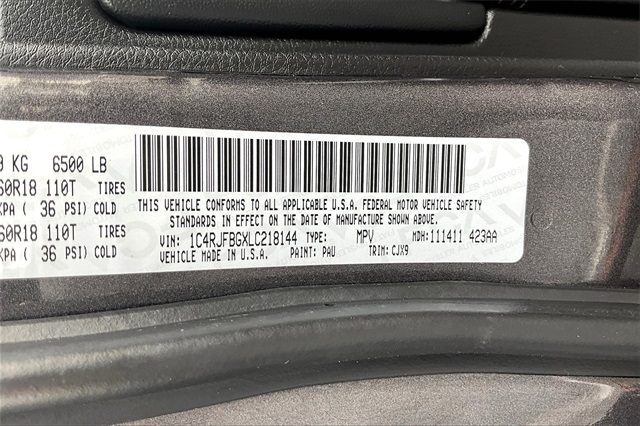 9 KG 6500 LB
60R18 110T TIRES
KPA ( 36 PSI) COLD
60R18 110T TIRES
KPA ( 36 PSI) COLD
THIS VEHICLE CONFORMS TO ALL APPLICABLE U.S.A. FEDERAL MOTOR VEHICLE SAFETY
STANDARDS IN EFFECT ON THE DATE OF MANUFACTURE SHOWN ABOVE.
VIN: 1C4RJFBGXLC218144 TYPE: MPV MDH: 111411 423AA
VEHICLE MADE IN U.S.A. PAINT: PAU TRIM: CJX9